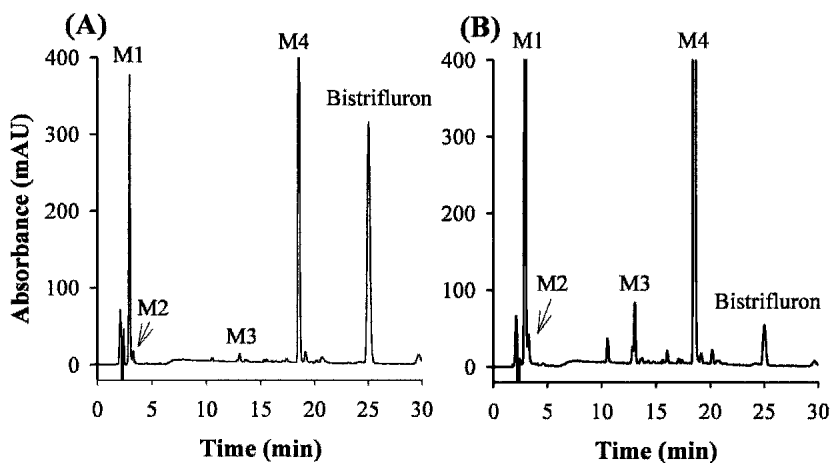 (A)
M1
M4
Bistrifluron
M2
M3
400
300
200
100
0
0 5 10 15 20 25 30
Absorbance (mAU)
Time (min)
(B)
M1
M4
M2
M3
Bistrifluron
400
300
200
100
0
0 5 10 15 20 25 30
Time (min)